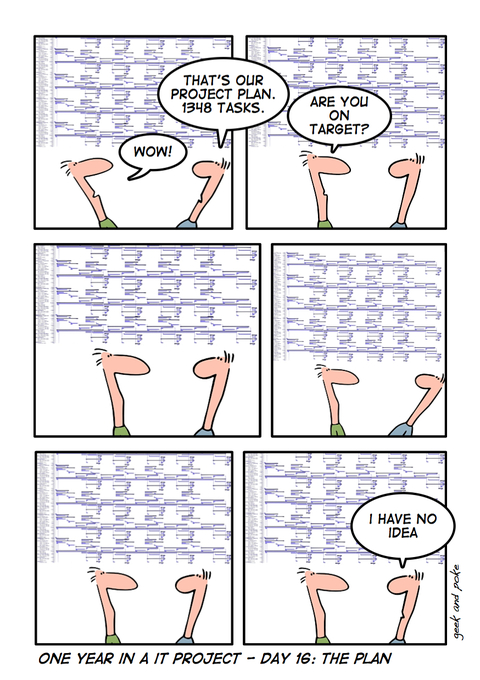 THAT'S OUR
PROJECT PLAN.
1348 TASKS.
WOW!
ARE YOU
ON
TARGET?
I HAVE NO
IDEA
geek and poke
ONE YEAR IN A IT PROJECT - DAY 16: THE PLAN